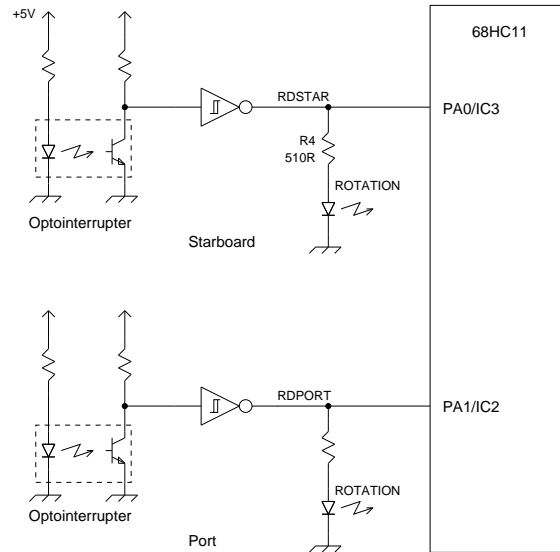 +5V
68HC11
RDSTAR
PA0/IC3
R4
510R
ROTATION
Optointerrupter
Starboard
RDPORT
PA1/IC2
ROTATION
Optointerrupter
Port